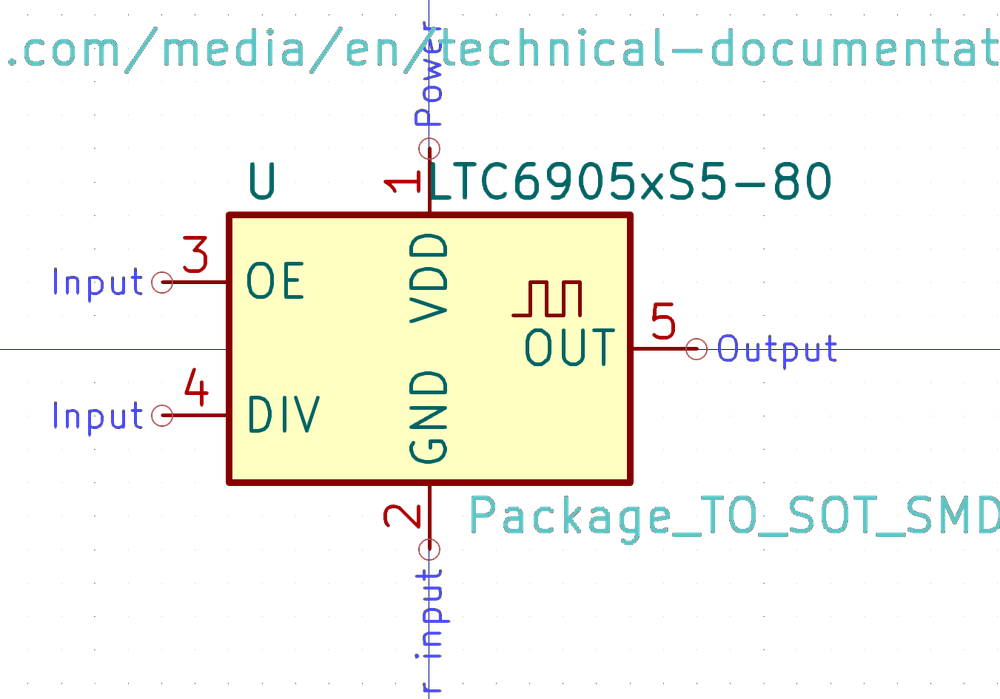 .com/media/en/technical-documentat
Power
1
U
LTC6905xS5-80
3
Input
OE
VDD
5
OUT
Output
4
Input
DIV
GND
2
Package_TO_SOT_SMD
r input